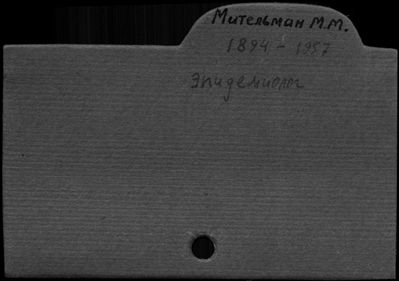 Мительман М.М.
1894 - 1957
Эпидемиолог